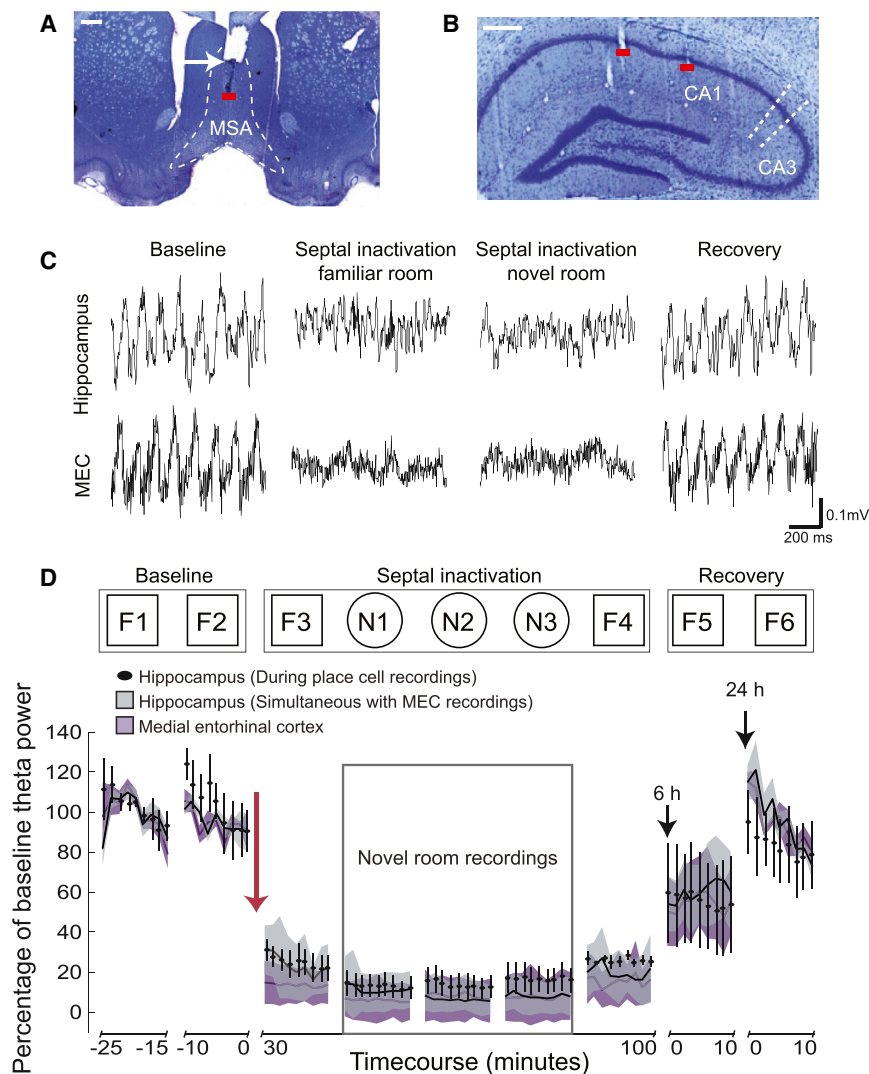 A
MSA
B
CA1
CA3
C
Baseline
Septal inactivation
familiar room
Septal inactivation
novel room
Recovery
Hippocampus
MEC
0.1mV
200 ms
D
Baseline
Septal inactivation
Recovery
F1 F2 F3 N1 N2 N3 F4 F5 F6
Hippocampus (During place cell recordings)
Hippocampus (Simultaneous with MEC recordings)
Medial entorhinal cortex
24 h
6 h
Novel room recordings
Percentage of baseline theta power
140
120
100
80
60
40
20
0
-25 -15 -10 0 30 100 0 10 0 10
Timecourse (minutes)